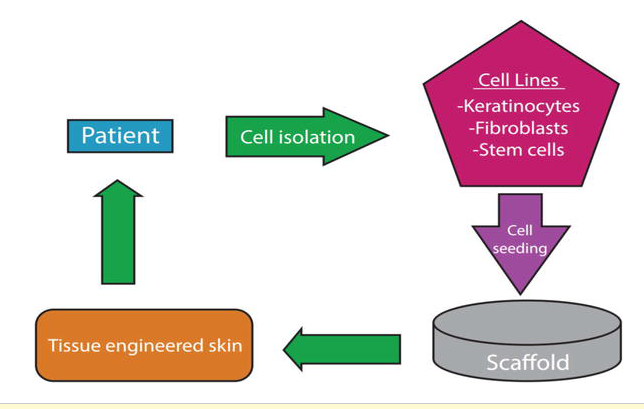 Patient
Cell isolation
Cell Lines
-Keratinocytes
-Fibroblasts
-Stem cells
Cell
seeding
Scaffold
Tissue engineered skin